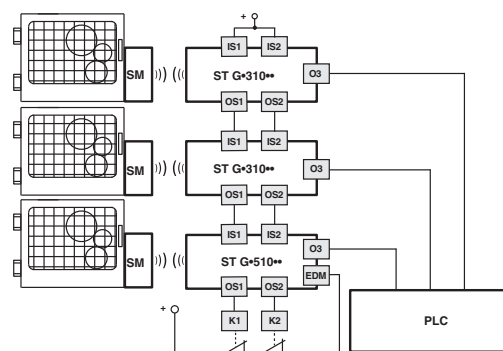 +
IS1 IS2
SM
ST G•310••
O3
OS1 OS2
IS1 IS2
SM
ST G•310••
O3
OS1 OS2
IS1 IS2
SM
ST G•510••
O3
EDM
OS1 OS2
+
K1 K2
PLC